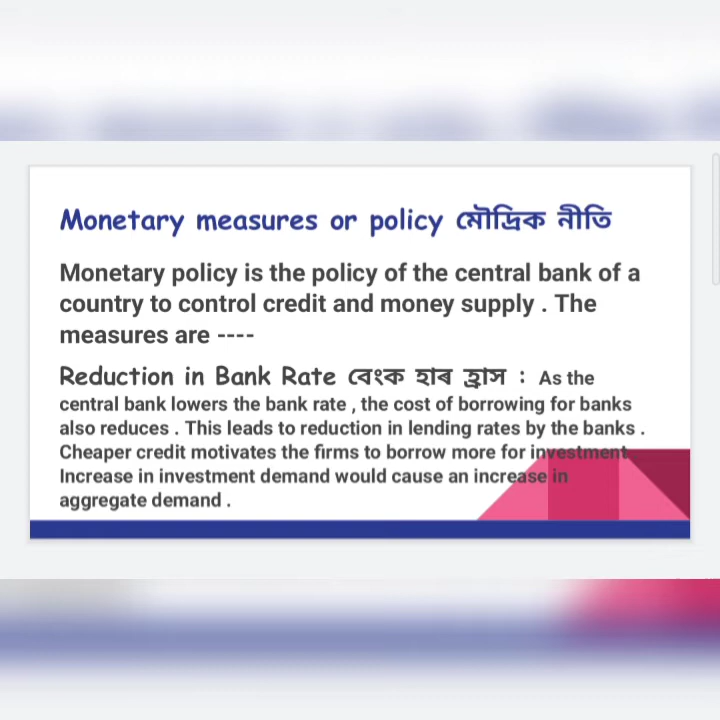 Monetary measures or policy মৌদ্ৰিক নীতি
Monetary policy is the policy of the central bank of a
country to control credit and money supply . The
measures are ----
Reduction in Bank Rate বেংক হাৰ হ্ৰাস : As the
central bank lowers the bank rate , the cost of borrowing for banks
also reduces . This leads to reduction in lending rates by the banks .
Cheaper credit motivates the firms to borrow more for investment.
Increase in investment demand would cause an increase in
aggregate demand .